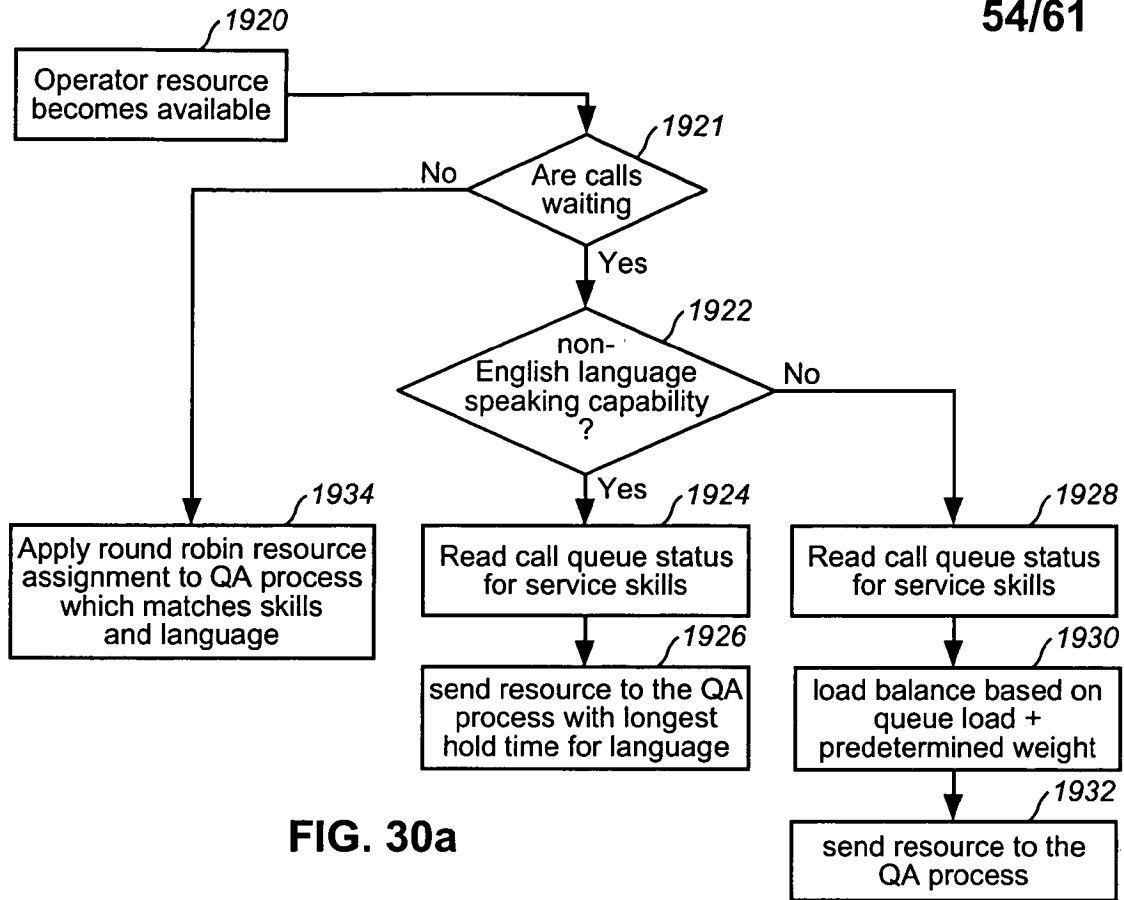 54/61
1920
Operator resource
becomes available
1921
Are calls
waiting
No
Yes
1922
non-
English language
speaking capability
?
No
Yes
1934
Apply round robin resource
assignment to QA process
which matches skills
and language
1924
Read call queue status
for service skills
1928
Read call queue status
for service skills
1926
send resource to the QA
process with longest
hold time for language
1930
load balance based on
queue load +
predetermined weight
1932
send resource to the
QA process
FIG. 30a